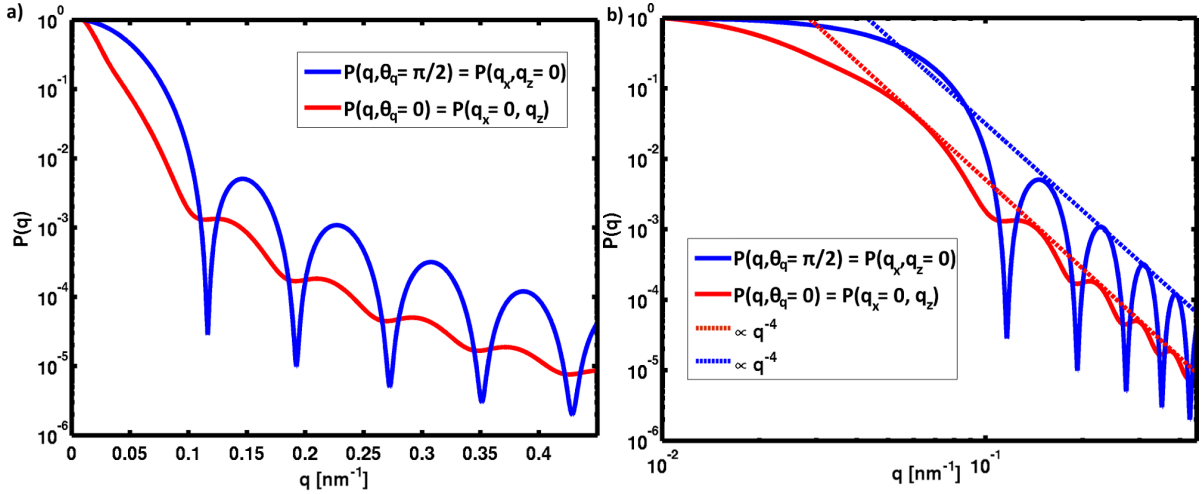 a)
10^0
10^-1
10^-2
10^-3
10^-4
10^-5
10^-6
P(q)
P(q,θq= π/2) = P(qx,qz= 0)
P(q,θq= 0) = P(qx= 0, qz)
0 0.05 0.1 0.15 0.2 0.25 0.3 0.35 0.4
q [nm^-1]
b)
10^0
10^-1
10^-2
10^-3
10^-4
10^-5
10^-6
P(q)
P(q,θq= π/2) = P(qx,qz= 0)
P(q,θq= 0) = P(qx= 0, qz)
∝ q^-4
∝ q^-4
10^-2 10^-1
q [nm^-1]